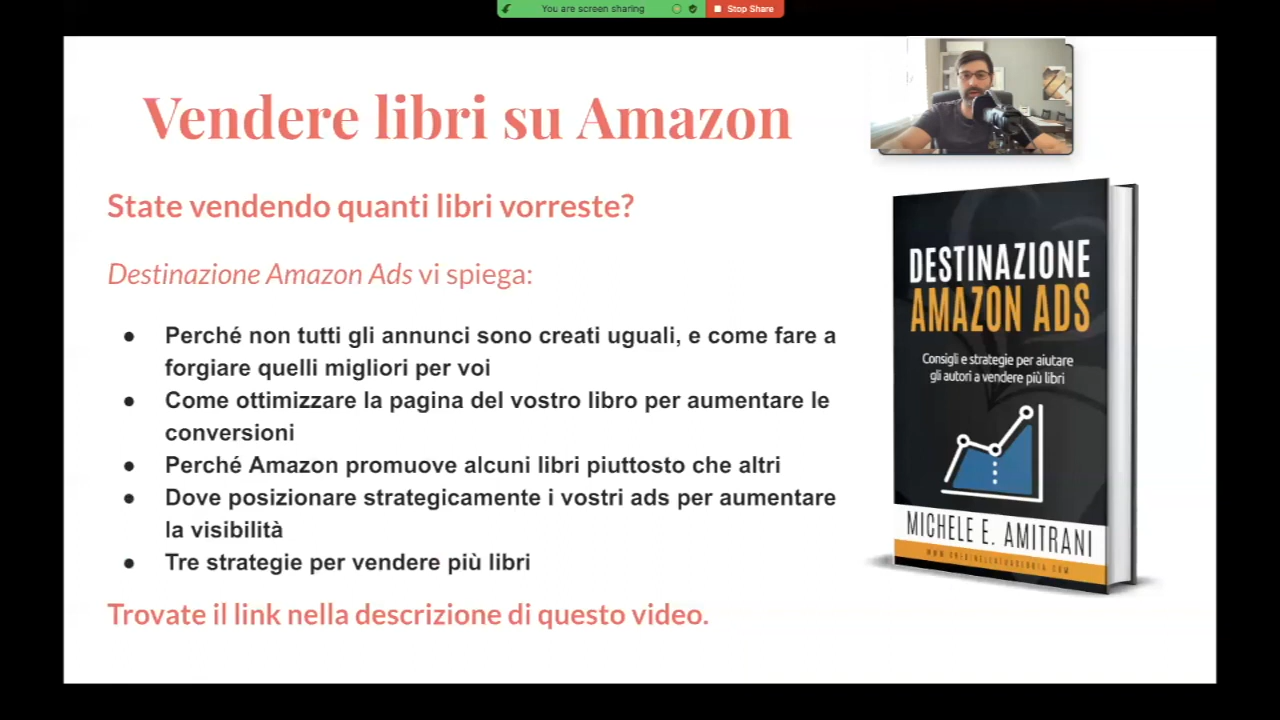 You are screen sharing
Stop Share
Vendere libri su Amazon
State vendendo quanti libri vorreste?
Destinazione Amazon Ads vi spiega:
● Perché non tutti gli annunci sono creati uguali, e come fare a
forgiare quelli migliori per voi
● Come ottimizzare la pagina del vostro libro per aumentare le
conversioni
● Perché Amazon promuove alcuni libri piuttosto che altri
● Dove posizionare strategicamente i vostri ads per aumentare
la visibilità
● Tre strategie per vendere più libri
Trovate il link nella descrizione di questo video.
DESTINAZIONE
AMAZON ADS
Consigli e strategie per aiutare
gli autori a vendere più libri
MICHELE E. AMITRANI